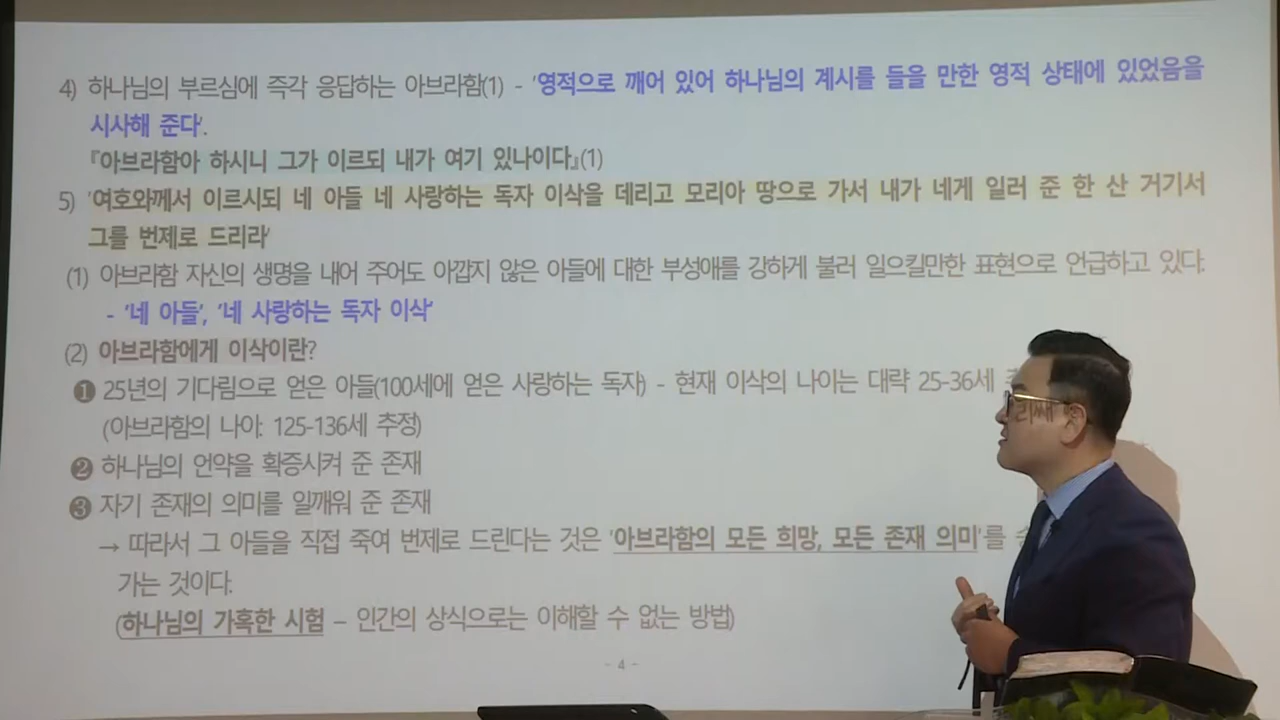 4) 하나님의 부르심에 즉각 응답하는 아브라함(1) - '영적으로 깨어 있어 하나님의 계시를 들을 만한 영적 상태에 있었음을
시사해 준다'.
『아브라함아 하시니 그가 이르되 내가 여기 있나이다』(1)
5) '여호와께서 이르시되 네 아들 네 사랑하는 독자 이삭을 데리고 모리아 땅으로 가서 내가 네게 일러 준 한 산 거기서
그를 번제로 드리라'
(1) 아브라함 자신의 생명을 내어 주어도 아깝지 않은 아들에 대한 부성애를 강하게 불러 일으킬만한 표현으로 언급하고 있다.
- '네 아들', '네 사랑하는 독자 이삭'
(2) 아브라함에게 이삭이란?
❶ 25년의 기다림으로 얻은 아들(100세에 얻은 사랑하는 독자) - 현재 이삭의 나이는 대략 25-36세
(아브라함의 나이: 125-136세 추정)
❷ 하나님의 언약을 확증시켜 준 존재
❸ 자기 존재의 의미를 일깨워 준 존재
→ 따라서 그 아들을 직접 죽여 번제로 드린다는 것은 '아브라함의 모든 희망, 모든 존재 의미'를
가는 것이다.
(하나님의 가혹한 시험 – 인간의 상식으로는 이해할 수 없는 방법)
- 4 -